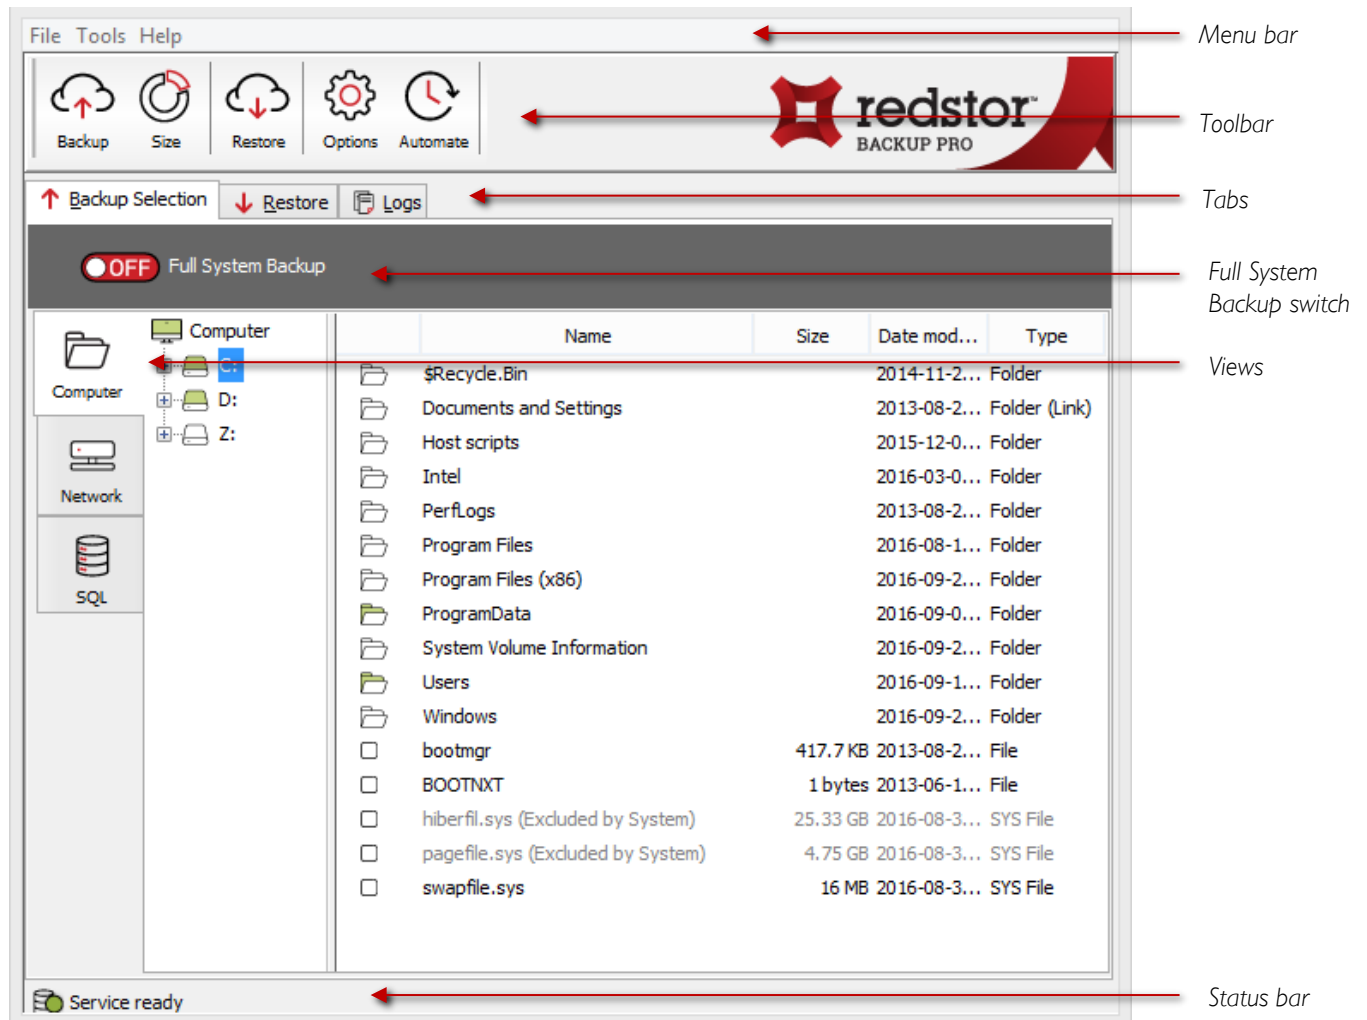 File Tools Help
Menu bar
Backup Size Restore Options Automate
redstor™
BACKUP PRO
Toolbar
Backup Selection Restore Logs
Tabs
OFF Full System Backup
Full System
Backup switch
Computer
Network
SQL
Views
Computer
C:
D:
Z:
Name Size Date mod... Type
$Recycle.Bin 2014-11-2... Folder
Documents and Settings 2013-08-2... Folder (Link)
Host scripts 2015-12-0... Folder
Intel 2016-03-0... Folder
PerfLogs 2013-08-2... Folder
Program Files 2016-08-1... Folder
Program Files (x86) 2016-09-2... Folder
ProgramData 2016-09-0... Folder
System Volume Information 2016-09-2... Folder
Users 2016-09-1... Folder
Windows 2016-09-2... Folder
bootmgr 417.7 KB 2013-08-2... File
BOOTNXT 1 bytes 2013-06-1... File
hiberfil.sys (Excluded by System) 25.33 GB 2016-08-3... SYS File
pagefile.sys (Excluded by System) 4.75 GB 2016-08-3... SYS File
swapfile.sys 16 MB 2016-08-3... SYS File
Service ready
Status bar